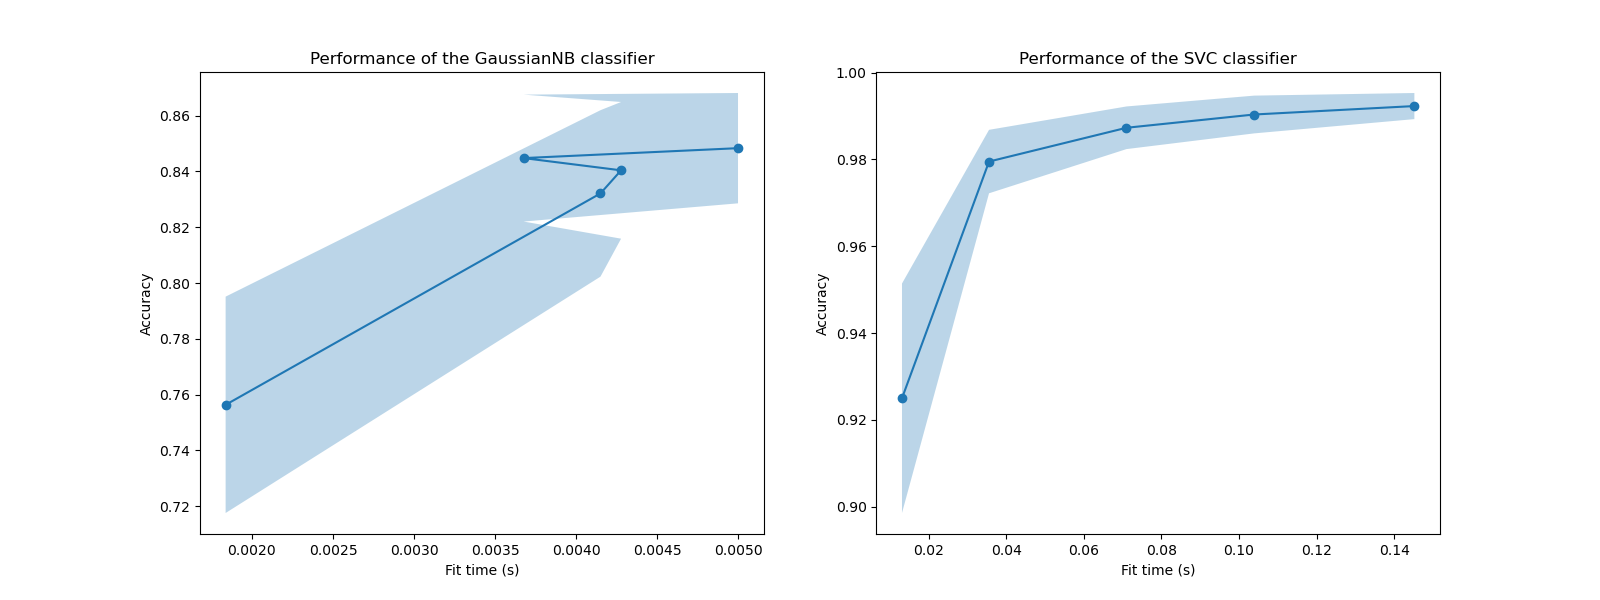 Performance of the GaussianNB classifier
0.86
0.84
0.82
0.80
0.78
0.76
0.74
0.72
Accuracy
0.0020 0.0025 0.0030 0.0035 0.0040 0.0045 0.0050
Fit time (s)
Performance of the SVC classifier
1.00
0.98
0.96
0.94
0.92
0.90
Accuracy
0.02 0.04 0.06 0.08 0.10 0.12 0.14
Fit time (s)